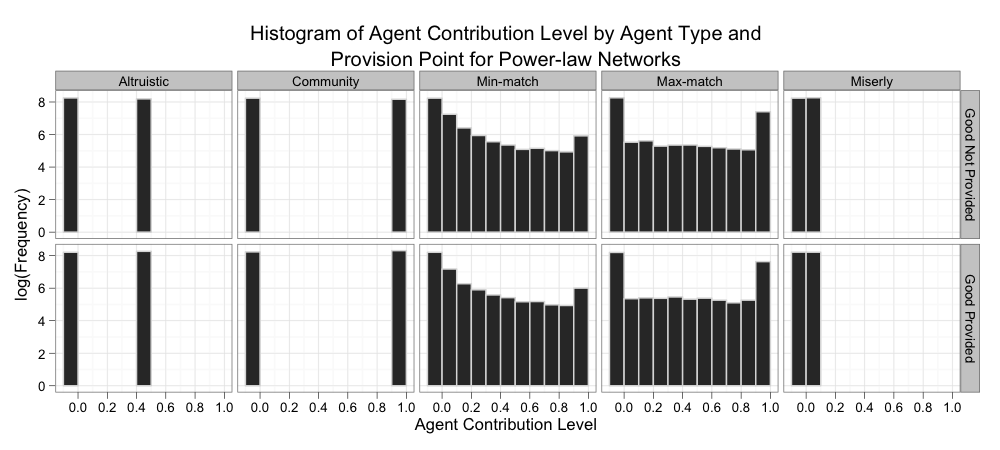 Histogram of Agent Contribution Level by Agent Type and
Provision Point for Power-law Networks
Altruistic Community Min-match Max-match Miserly
8
6
4
2
0
Good Not Provided
log(Frequency)
8
6
4
2
0
Good Provided
0.0 0.2 0.4 0.6 0.8 1.0 0.0 0.2 0.4 0.6 0.8 1.0 0.0 0.2 0.4 0.6 0.8 1.0 0.0 0.2 0.4 0.6 0.8 1.0 0.0 0.2 0.4 0.6 0.8 1.0
Agent Contribution Level